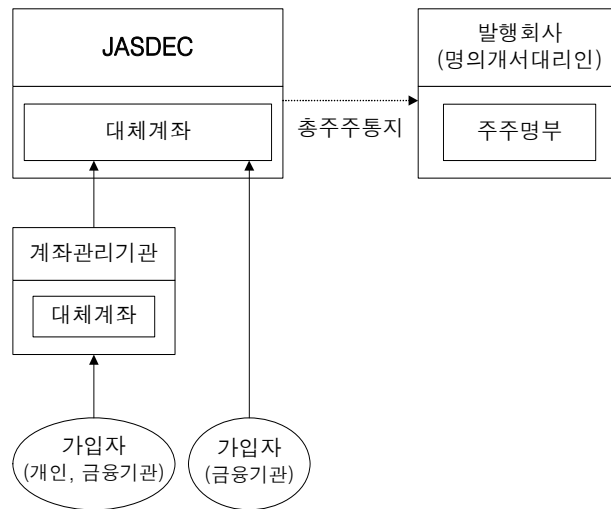 JASDEC
발행회사
(명의개서대리인)
대체계좌
총주주통지
주주명부
계좌관리기관
대체계좌
가입자
(개인, 금융기관)
가입자
(금융기관)